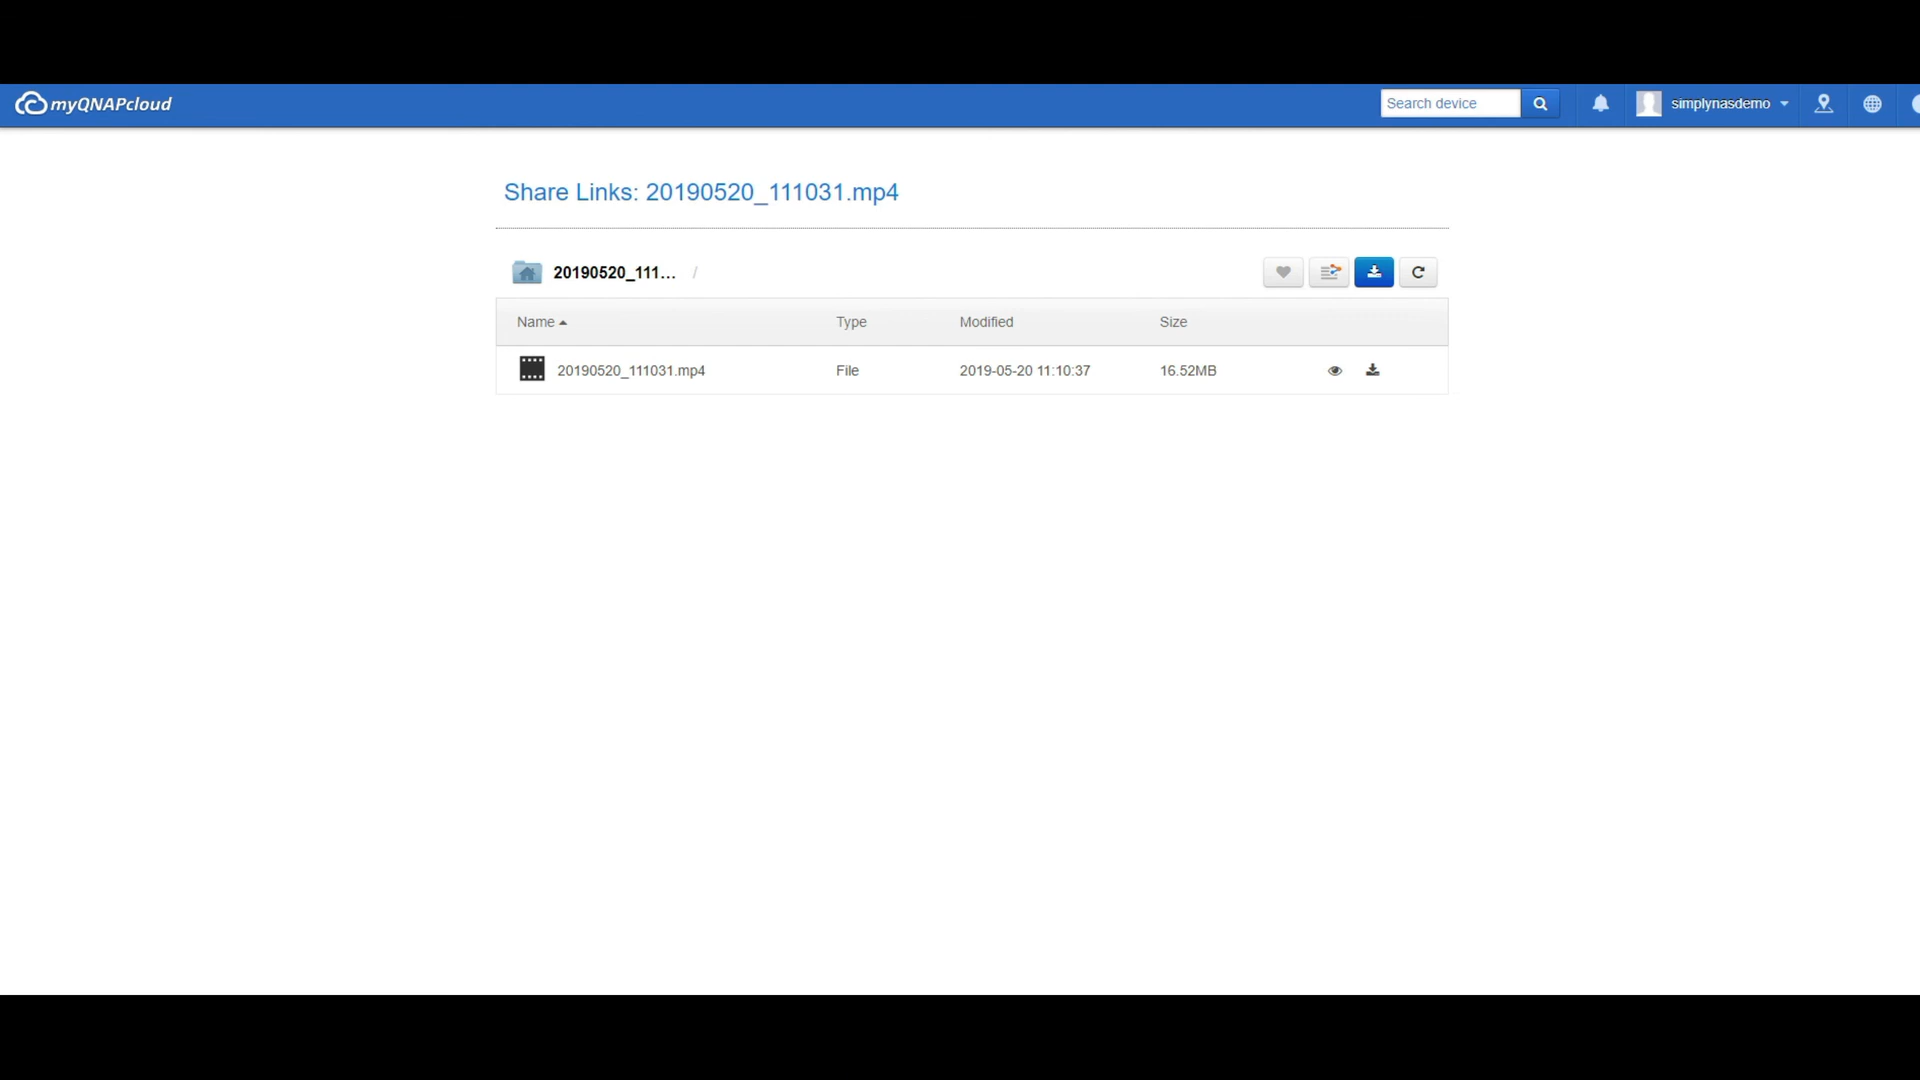 myQNAPcloud
Search device
simplynasdemo
Share Links: 20190520_111031.mp4
20190520_111... /
Name Type Modified Size
20190520_111031.mp4 File 2019-05-20 11:10:37 16.52MB